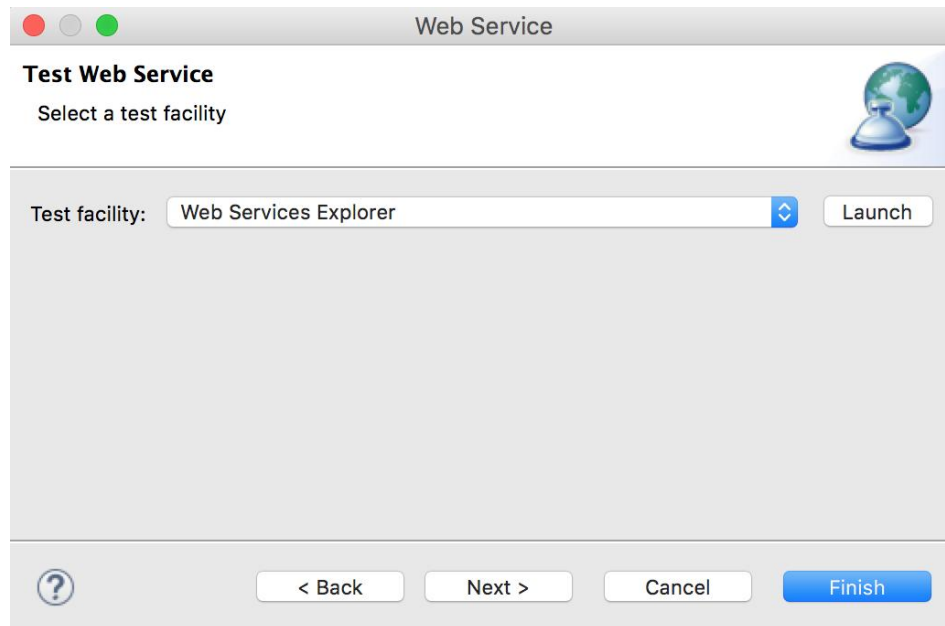 Web Service
Test Web Service
Select a test facility
Test facility: Web Services Explorer Launch
? < Back Next > Cancel Finish